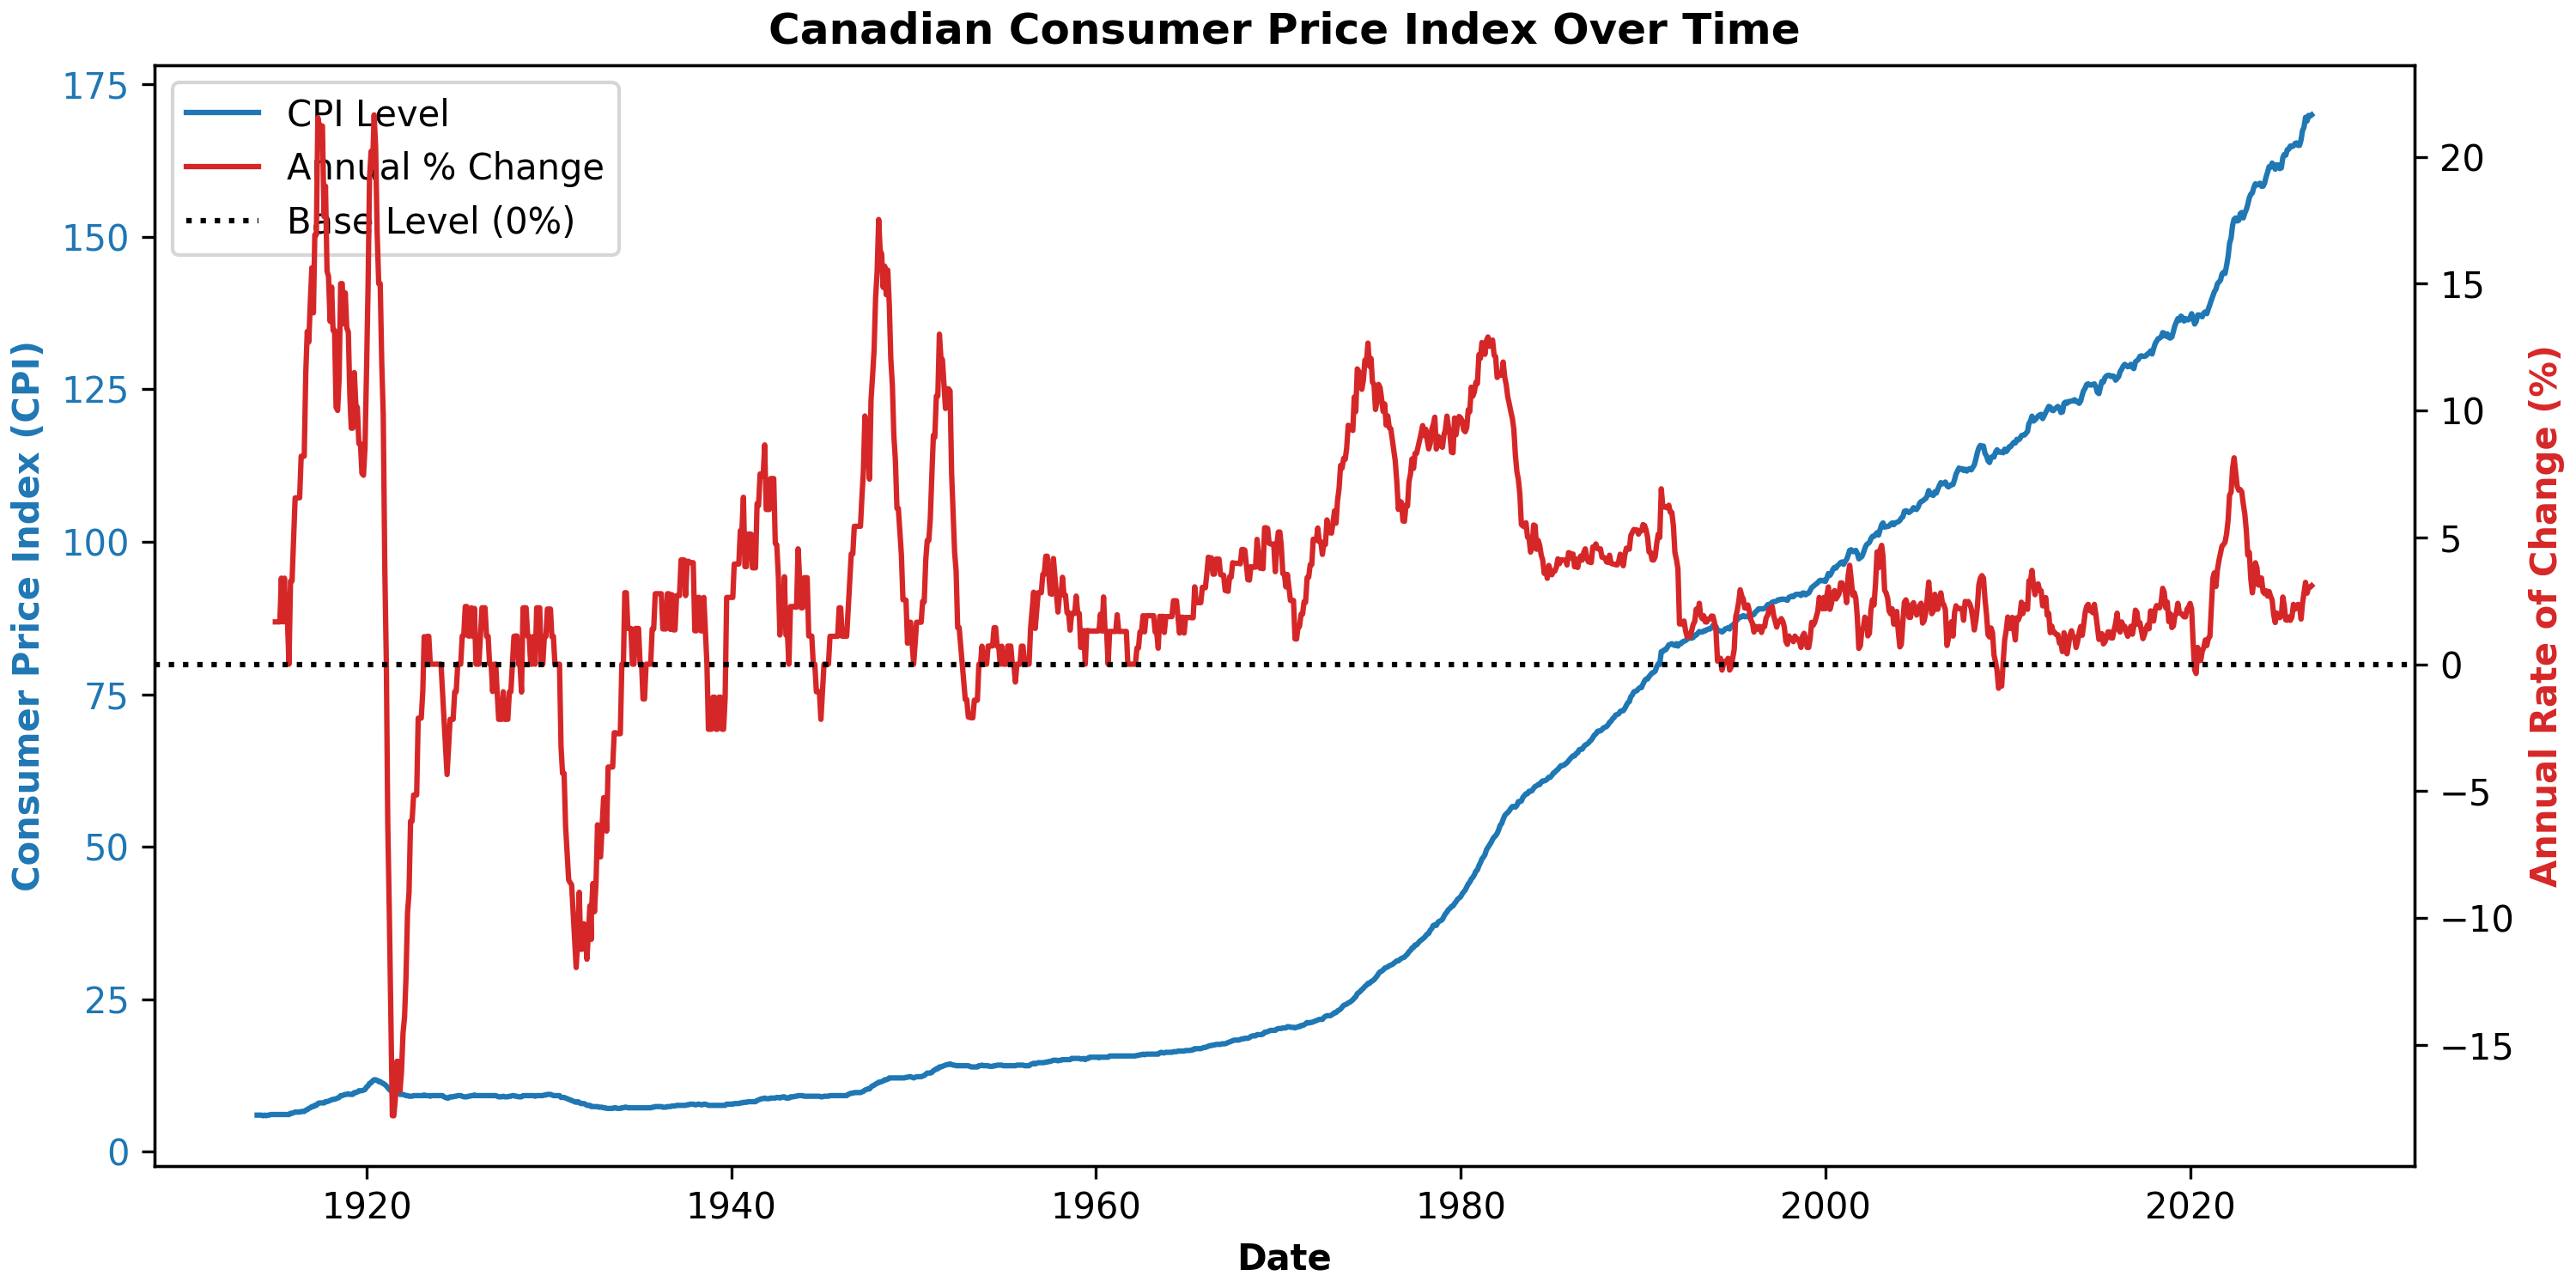 Canadian Consumer Price Index Over Time
CPI Level
Annual % Change
Base Level (0%)
Consumer Price Index (CPI)
175
150
125
100
75
50
25
0
20
15
10
5
0
−5
−10
−15
Annual Rate of Change (%)
1920 1940 1960 1980 2000 2020
Date